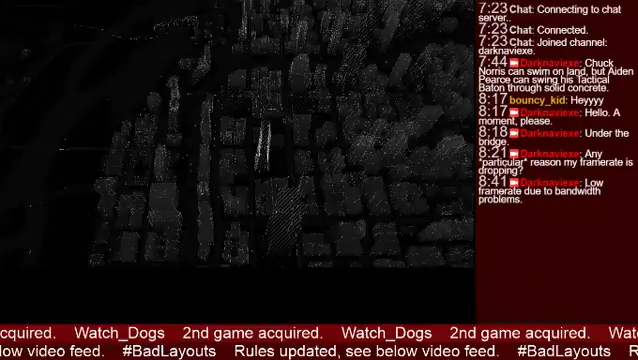 7:23 Chat: Connecting to chat
server..
7:23 Chat: Connected.
7:23 Chat: Joined channel:
darknaviexe.
7:44 Darknaviexe: Chuck
Norris can swim on land, but Aiden
Pearce can swing his Tactical
Baton through solid concrete.
8:17 bouncy_kid: Heyyyy
8:17 Darknaviexe: Hello. A
moment, please.
8:18 Darknaviexe: Under the
bridge.
8:21 Darknaviexe: Any
*particular* reason my framerate is
dropping?
8:41 Darknaviexe: Low
framerate due to bandwidth
problems.
cquired. Watch_Dogs 2nd game acquired. Watch_Dogs 2nd game acquired. Wat
low video feed. #BadLayouts Rules updated, see below video feed. #BadLayouts R